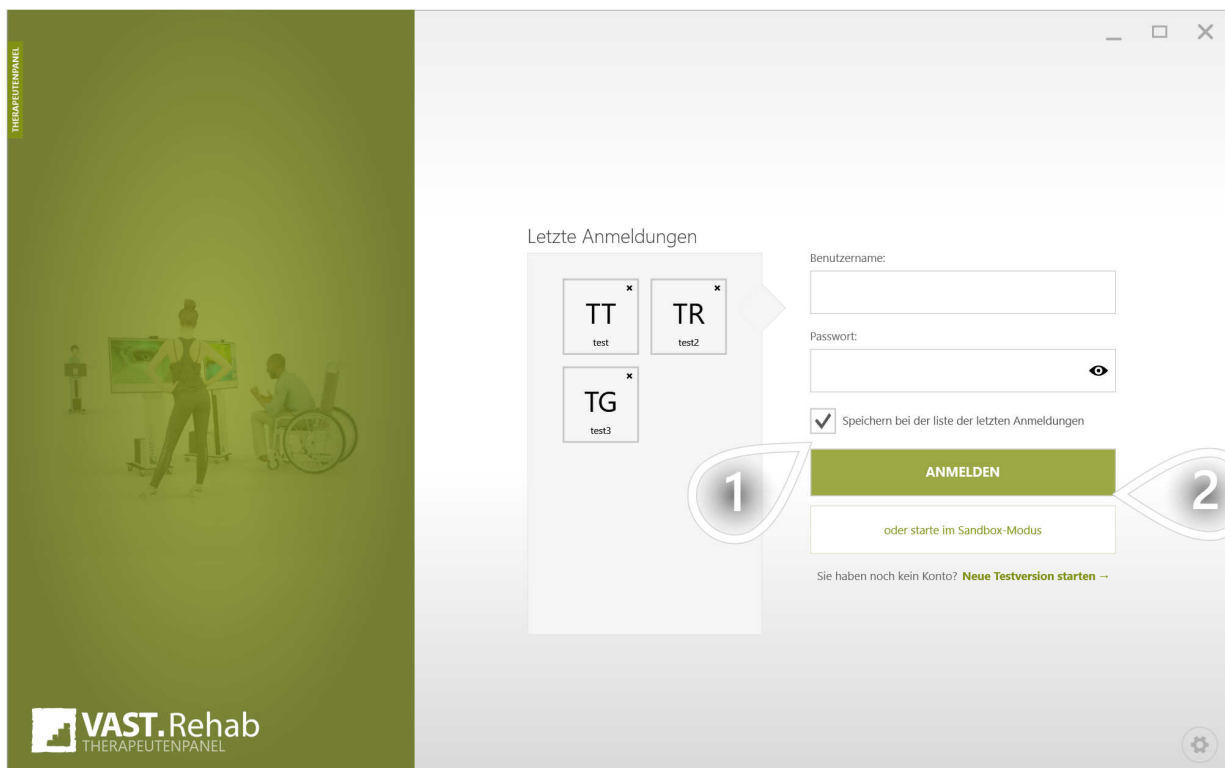 THERAPEUTENPANEL
Letzte Anmeldungen
TT
test
TR
test2
TG
test3
Benutzername:
Passwort:
Speichern bei der liste der letzten Anmeldungen
1
ANMELDEN
2
oder starte im Sandbox-Modus
Sie haben noch kein Konto? Neue Testversion starten →
VAST.Rehab
THERAPEUTENPANEL